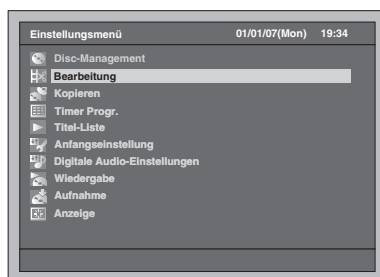 Einstellungsmenü 01/01/07(Mon) 19:34
Disc-Management
Bearbeitung
Kopieren
Timer Progr.
Titel-Liste
Anfangseinstellung
Digitale Audio-Einstellungen
Wiedergabe
Aufnahme
Anzeige